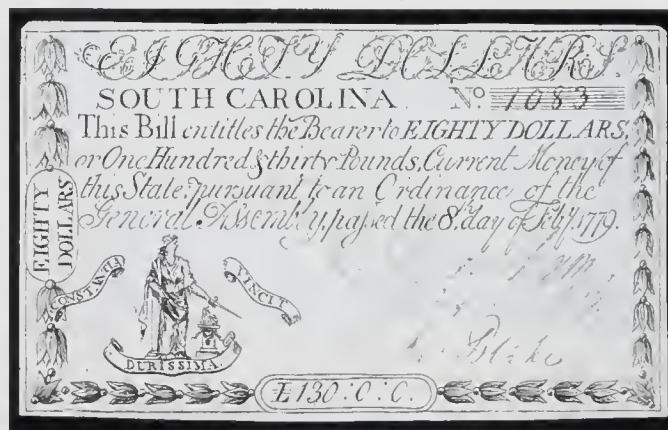 EIGHTY DOLLARS.
SOUTH CAROLINA. No. 1083
This Bill entitles the Bearer to EIGHTY DOLLARS,
or One Hundred & thirty Pounds, Current Money of
this State, pursuant to an Ordinance of the
General Assembly, passed the 8th. day of Feby. 1779.
EIGHTY
DOLLARS
CONSTANTIA
VINCIT
DURISSIMA.
Blake
£130:0:0.